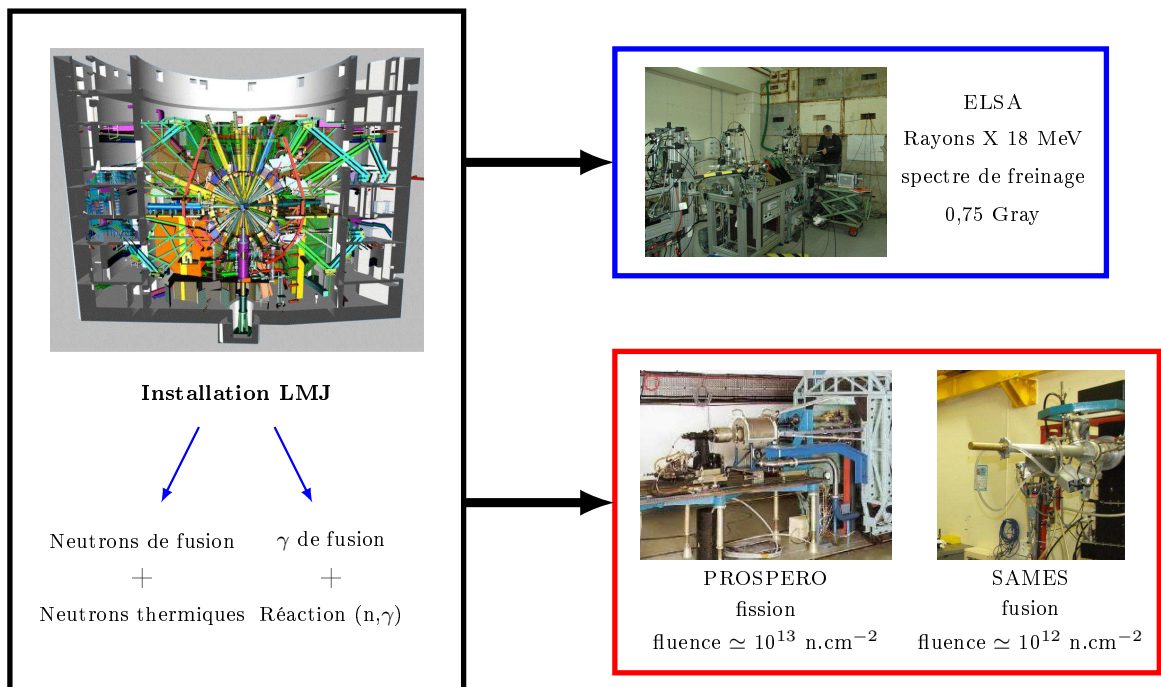 Installation LMJ
Neutrons de fusion
+
Neutrons thermiques
γ de fusion
+
Réaction (n,γ)
ELSA
Rayons X 18 MeV
spectre de freinage
0,75 Gray
PROSPERO
fission
fluence ≃ 10¹³ n.cm⁻²
SAMES
fusion
fluence ≃ 10¹² n.cm⁻²